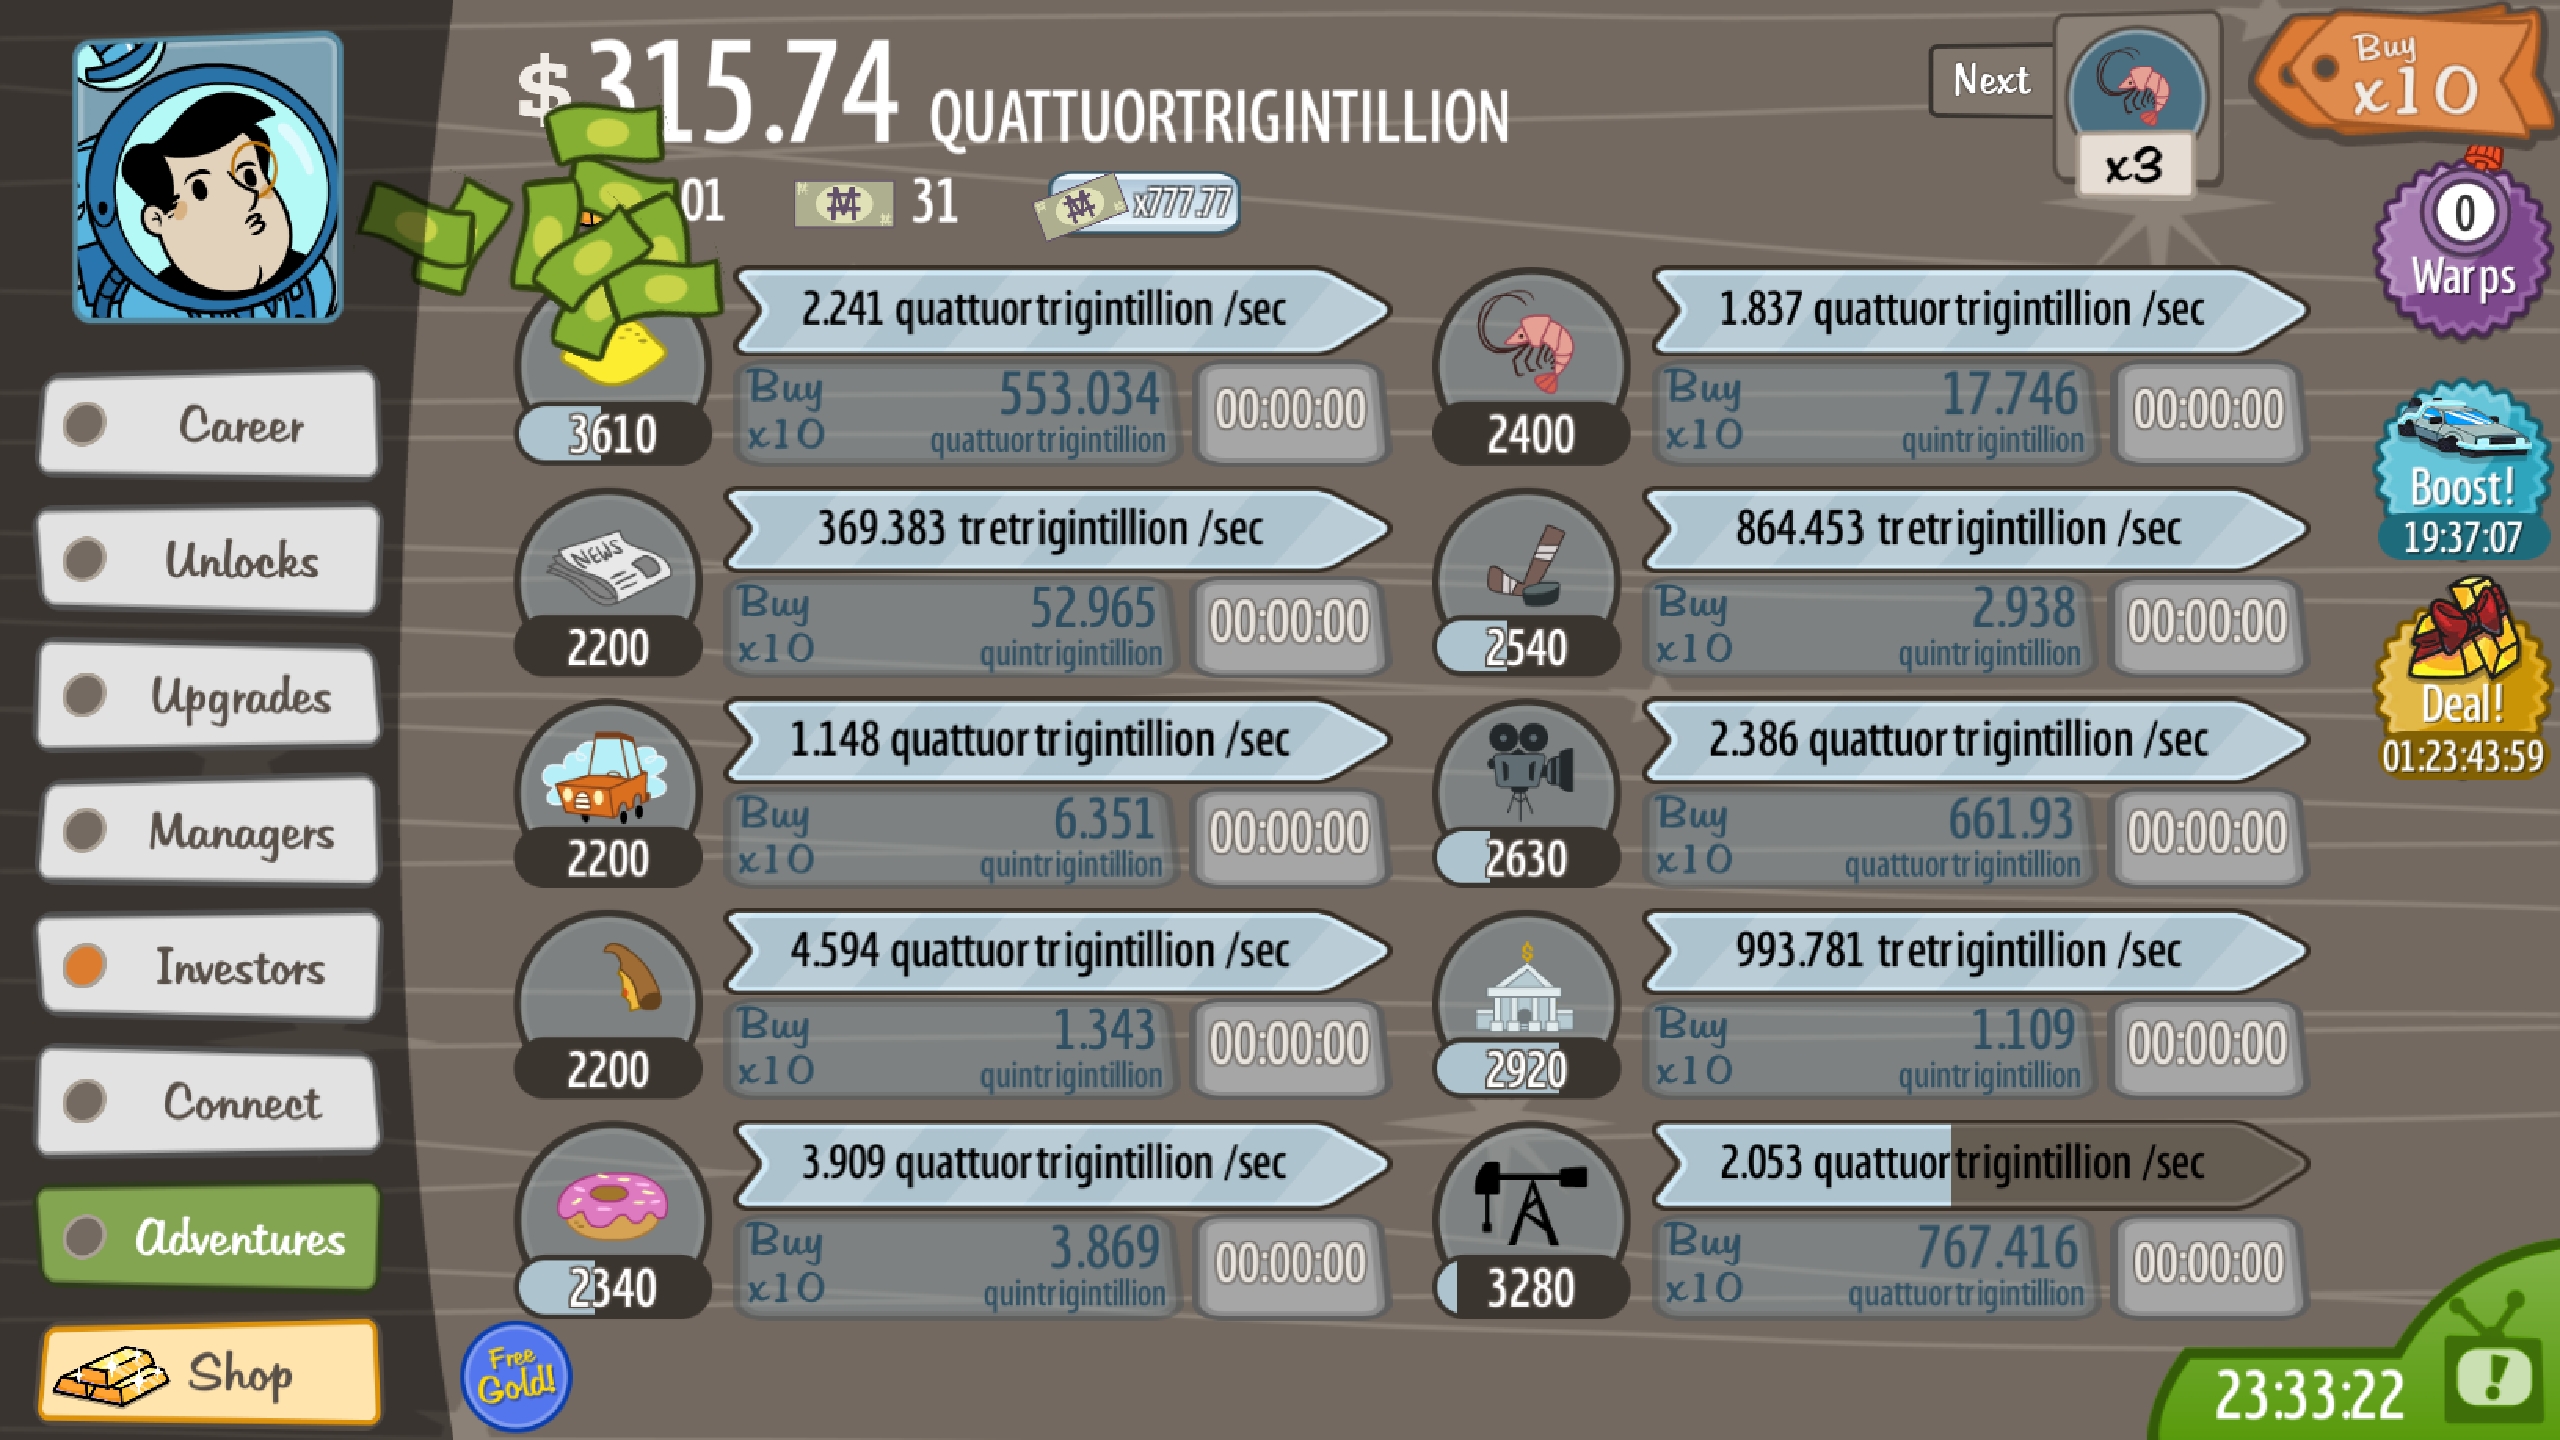 $315.74 QUATTUORTRIGINTILLION
Next
x3
Buy
x10
01
31
x777.77
0
Warps
Boost!
19:37:07
Deal!
01:23:43:59
Career
Unlocks
Upgrades
Managers
Investors
Connect
Adventures
Shop
2.241 quattuortrigintillion /sec
3610
Buy
x10
553.034
quattuortrigintillion
00:00:00
1.837 quattuortrigintillion /sec
2400
Buy
x10
17.746
quintrigintillion
00:00:00
369.383 tretrigintillion /sec
NEWS
2200
Buy
x10
52.965
quintrigintillion
00:00:00
864.453 tretrigintillion /sec
2540
Buy
x10
2.938
quintrigintillion
00:00:00
1.148 quattuortrigintillion /sec
2200
Buy
x10
6.351
quintrigintillion
00:00:00
2.386 quattuortrigintillion /sec
2630
Buy
x10
661.93
quattuortrigintillion
00:00:00
4.594 quattuortrigintillion /sec
2200
Buy
x10
1.343
quintrigintillion
00:00:00
993.781 tretrigintillion /sec
$
2920
Buy
x10
1.109
quintrigintillion
00:00:00
3.909 quattuortrigintillion /sec
2340
Buy
x10
3.869
quintrigintillion
00:00:00
2.053 quattuortrigintillion /sec
3280
Buy
x10
767.416
quattuortrigintillion
00:00:00
Free
Gold!
23:33:22
!